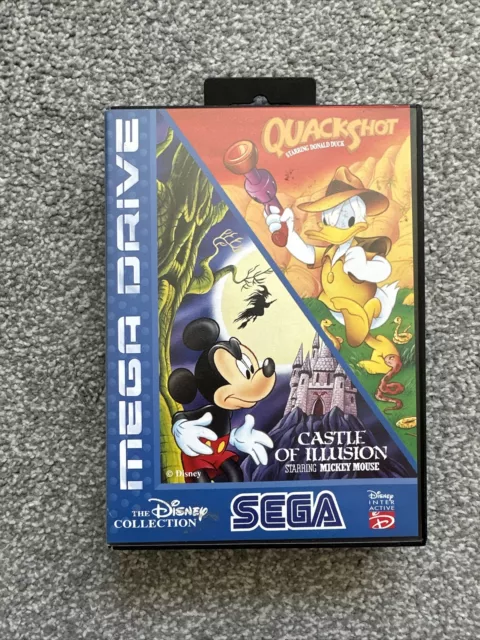 QUACKSHOT
STARRING DONALD DUCK
MEGA DRIVE
CASTLE
OF ILLUSION
STARRING MICKEY MOUSE
© Disney
THE Disney
COLLECTION
SEGA
Disney
INTER
ACTIVE
D